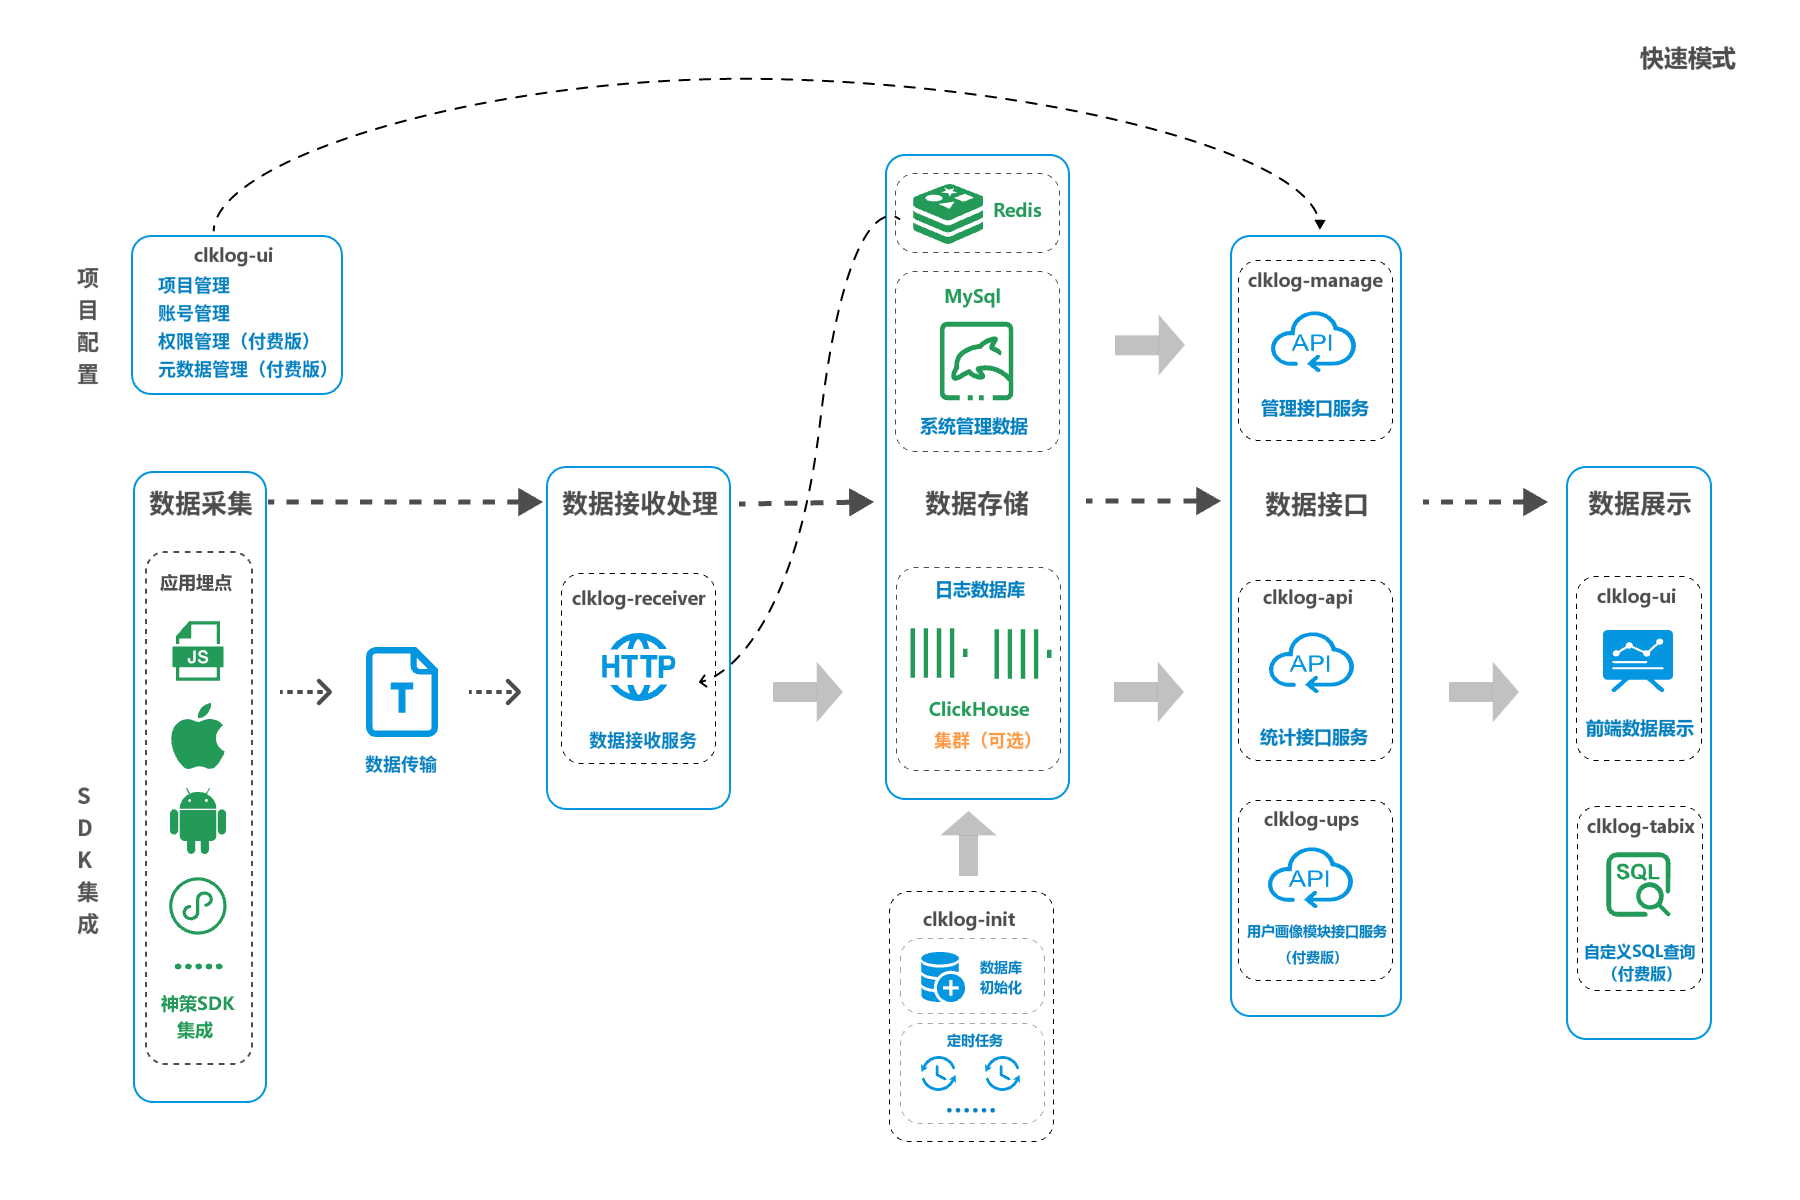 快速模式
项
目
配
置
clklog-ui
项目管理
账号管理
权限管理（付费版）
元数据管理（付费版）
S
D
K
集
成
数据采集
应用埋点
JS
神策SDK
集成
T
数据传输
数据接收处理
clklog-receiver
HTTP
数据接收服务
Redis
MySql
系统管理数据
数据存储
日志数据库
ClickHouse
集群（可选）
clklog-init
数据库
初始化
定时任务
clklog-manage
API
管理接口服务
数据接口
clklog-api
API
统计接口服务
clklog-ups
API
用户画像模块接口服务
（付费版）
数据展示
clklog-ui
前端数据展示
clklog-tabix
SQL
自定义SQL查询
（付费版）